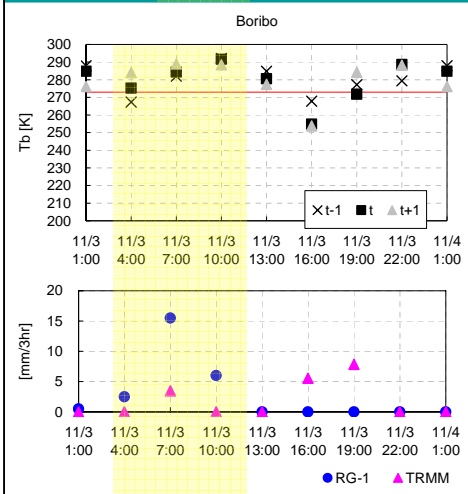 Boribo
Tb [K]
300
290
280
270
260
250
240
230
220
210
200
× t-1 ■ t ▲ t+1
11/3 11/3 11/3 11/3 11/3 11/3 11/3 11/3 11/4
1:00 4:00 7:00 10:00 13:00 16:00 19:00 22:00 1:00
[mm/3hr]
20
15
10
5
0
11/3 11/3 11/3 11/3 11/3 11/3 11/3 11/3 11/4
1:00 4:00 7:00 10:00 13:00 16:00 19:00 22:00 1:00
● RG-1 ▲ TRMM